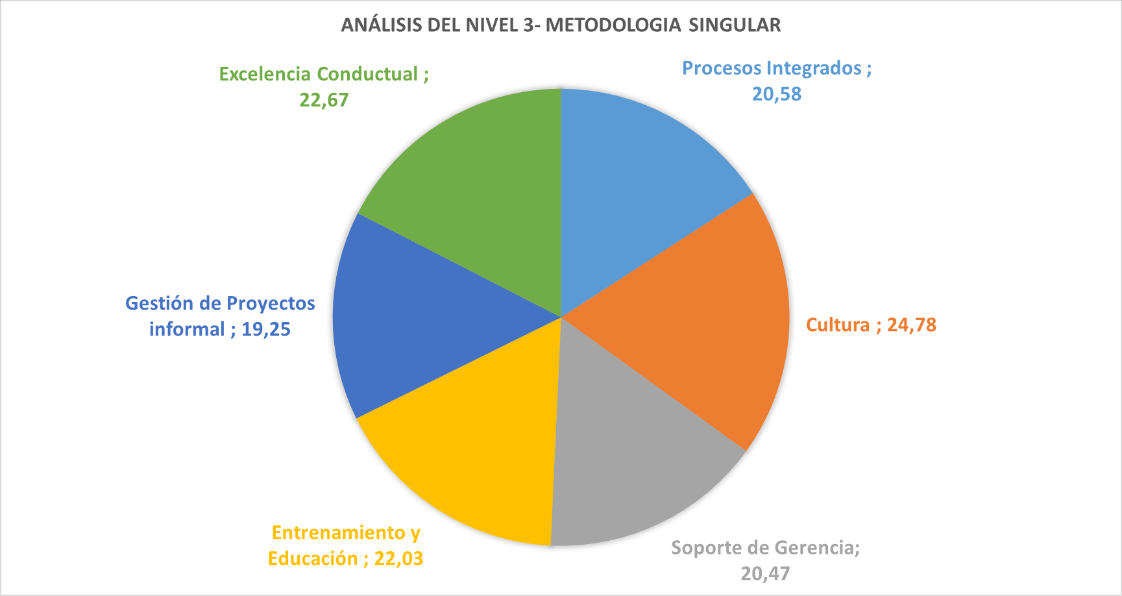 ANÁLISIS DEL NIVEL 3- METODOLOGIA SINGULAR
Excelencia Conductual ;
22,67
Procesos Integrados ;
20,58
Gestión de Proyectos
informal ; 19,25
Cultura ; 24,78
Entrenamiento y
Educación ; 22,03
Soporte de Gerencia;
20,47